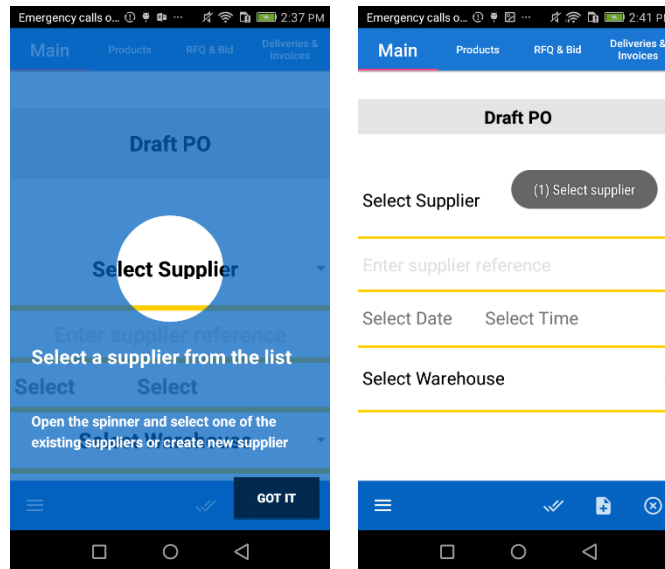 Emergency calls o... 2:37 PM
Main Products RFQ & Bid Deliveries &
Invoices
Draft PO
Select Supplier
Enter supplier reference
Select a supplier from the list
Select Select
Open the spinner and select one of the
Select Warehouse
existing suppliers or create new supplier
GOT IT
Emergency calls o... 2:41 PM
Main Products RFQ & Bid Deliveries &
Invoices
Draft PO
Select Supplier
(1) Select supplier
Enter supplier reference
Select Date Select Time
Select Warehouse